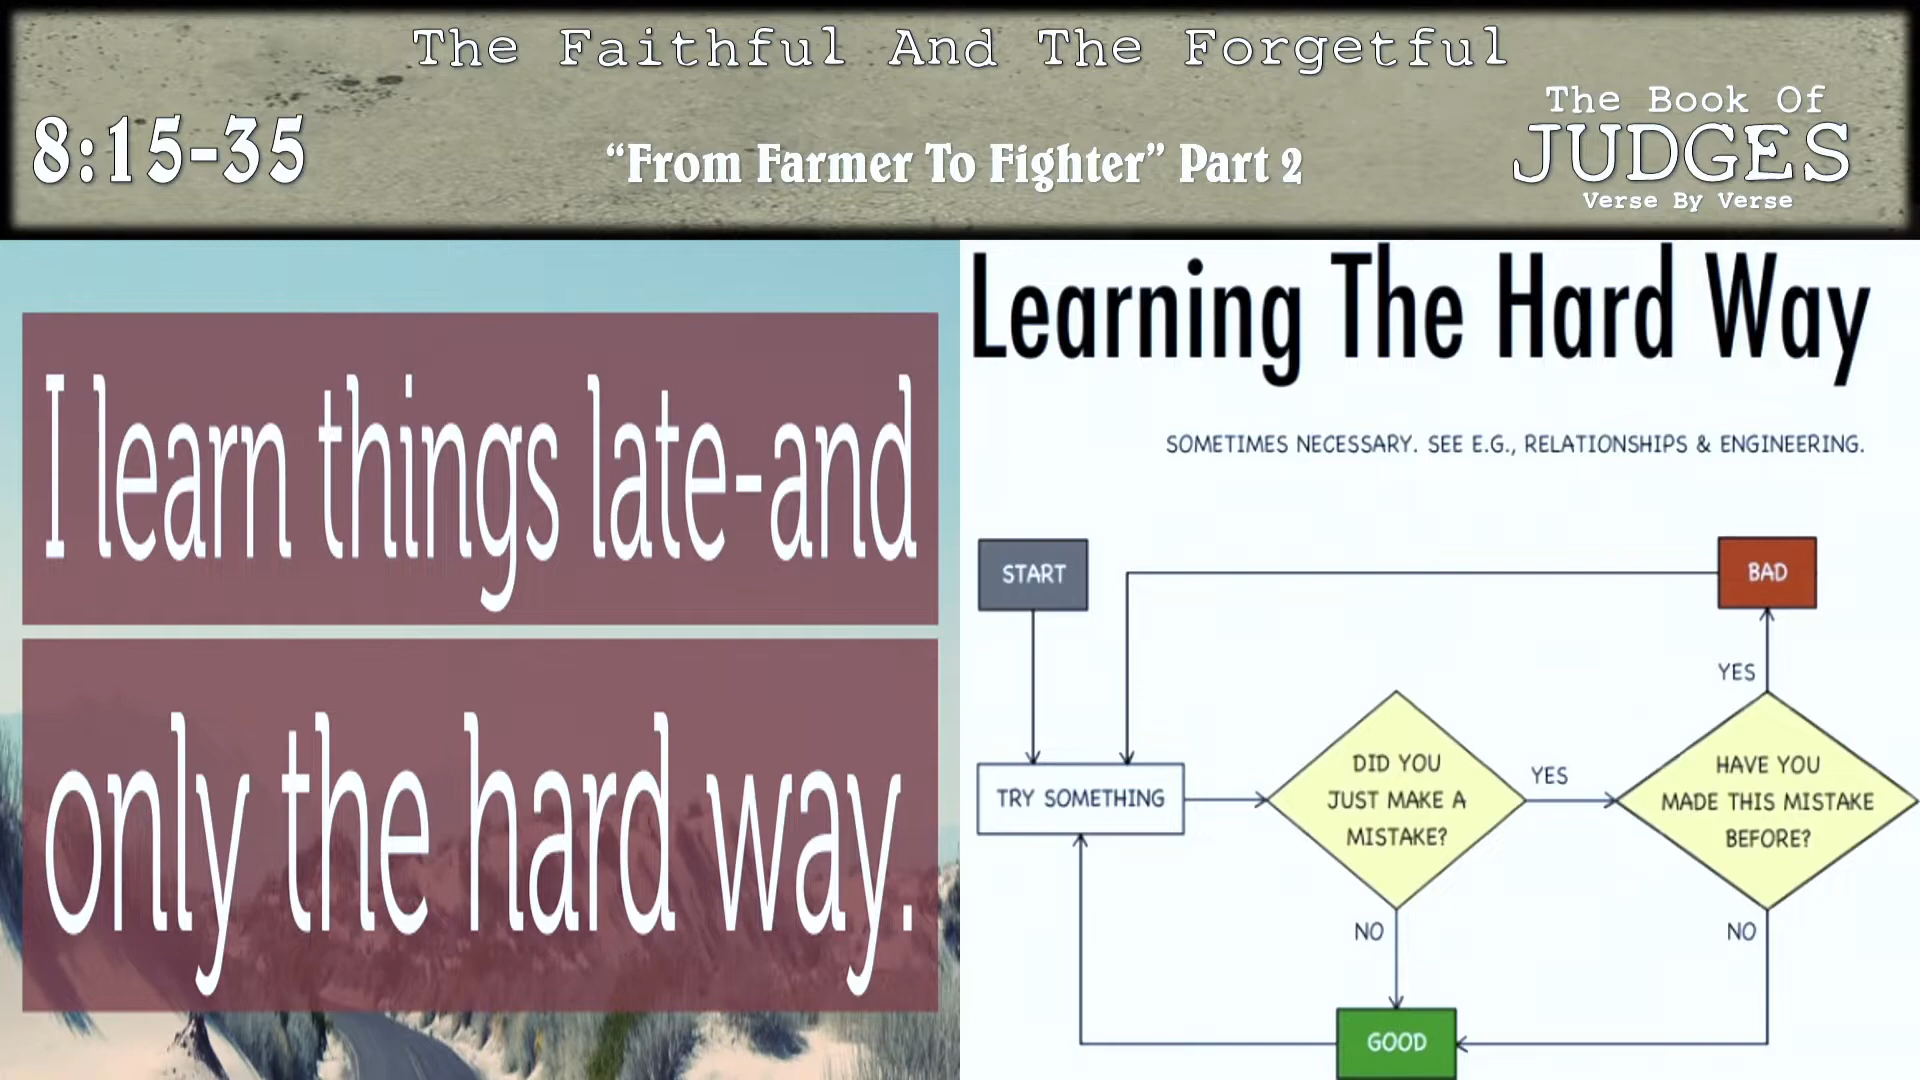 The Faithful And The Forgetful
8:15-35
“From Farmer To Fighter” Part 2
The Book Of
JUDGES
Verse By Verse
I learn things late-and
only the hard way.
Learning The Hard Way
SOMETIMES NECESSARY. SEE E.G., RELATIONSHIPS & ENGINEERING.
START
BAD
YES
TRY SOMETHING
DID YOU
JUST MAKE A
MISTAKE?
YES
HAVE YOU
MADE THIS MISTAKE
BEFORE?
NO
NO
GOOD